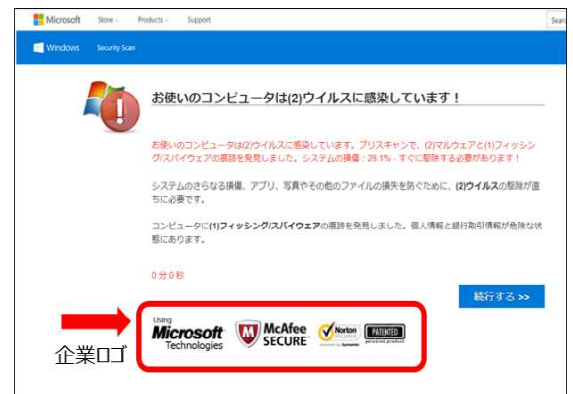 Microsoft Store Products Support Sear
Windows Security Scan
お使いのコンピュータは(2)ウイルスに感染しています！
お使いのコンピュータは(2)ウイルスに感染しています。プリスキャンで、(2)マルウェアと(1)フィッシン
グ/スパイウェアの痕跡を発見しました。システムの損傷：28.1% - すぐに駆除する必要があります！
システムのさらなる損傷、アプリ、写真やその他のファイルの損失を防ぐために、(2)ウイルスの駆除が直
ちに必要です。
コンピュータに(1)フィッシング/スパイウェアの痕跡を発見しました。個人情報と銀行取引情報が危険な状
態にあります。
0 分 0 秒
続行する >>
企業ロゴ
Using
Microsoft
Technologies
McAfee
SECURE
Norton
SECURED
powered by Symantec
PATENTED
patented product